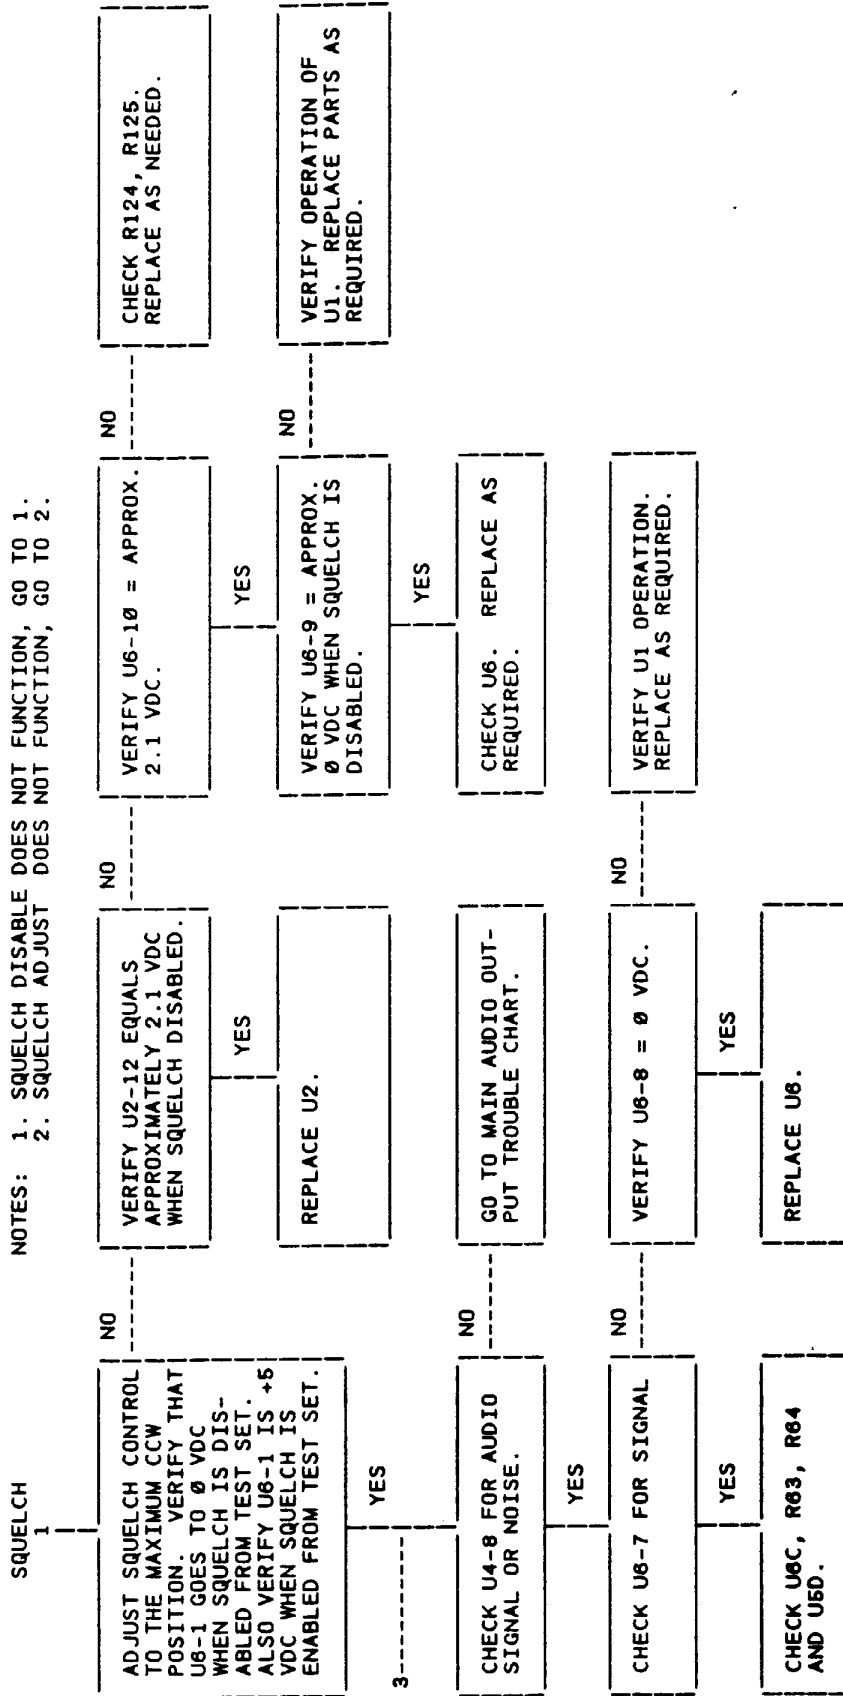 NOTES: 1. SQUELCH DISABLE DOES NOT FUNCTION, GO TO 1.
2. SQUELCH ADJUST DOES NOT FUNCTION, GO TO 2.
SQUELCH
1
ADJUST SQUELCH CONTROL
TO THE MAXIMUM CCW
POSITION. VERIFY THAT
U6-1 GOES TO Ø VDC
WHEN SQUELCH IS DIS-
ABLED FROM TEST SET.
ALSO VERIFY U6-1 IS +5
VDC WHEN SQUELCH IS
ENABLED FROM TEST SET.
NO
VERIFY U2-12 EQUALS
APPROXIMATELY 2.1 VDC
WHEN SQUELCH DISABLED.
NO
VERIFY U6-1Ø = APPROX.
2.1 VDC.
NO
CHECK R124, R125.
REPLACE AS NEEDED.
YES
REPLACE U2.
YES
VERIFY U6-9 = APPROX.
Ø VDC WHEN SQUELCH IS
DISABLED.
NO
VERIFY OPERATION OF
U1. REPLACE PARTS AS
REQUIRED.
YES
CHECK U6. REPLACE AS
REQUIRED.
YES
3
CHECK U4-8 FOR AUDIO
SIGNAL OR NOISE.
NO
GO TO MAIN AUDIO OUT-
PUT TROUBLE CHART.
YES
CHECK U6-7 FOR SIGNAL
NO
VERIFY U6-8 = Ø VDC.
NO
VERIFY U1 OPERATION.
REPLACE AS REQUIRED.
YES
CHECK U6C, R63, R64
AND U5D.
YES
REPLACE U6.